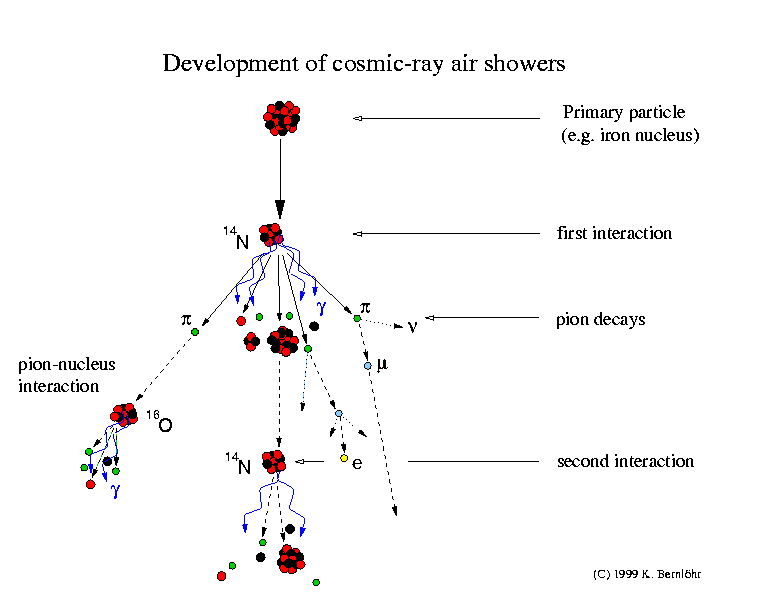 Development of cosmic-ray air showers
Primary particle
(e.g. iron nucleus)
14N
first interaction
γ
π
π
ν
pion decays
pion-nucleus
interaction
μ
16O
γ
14N
e
second interaction
(C) 1999 K. Bernlöhr